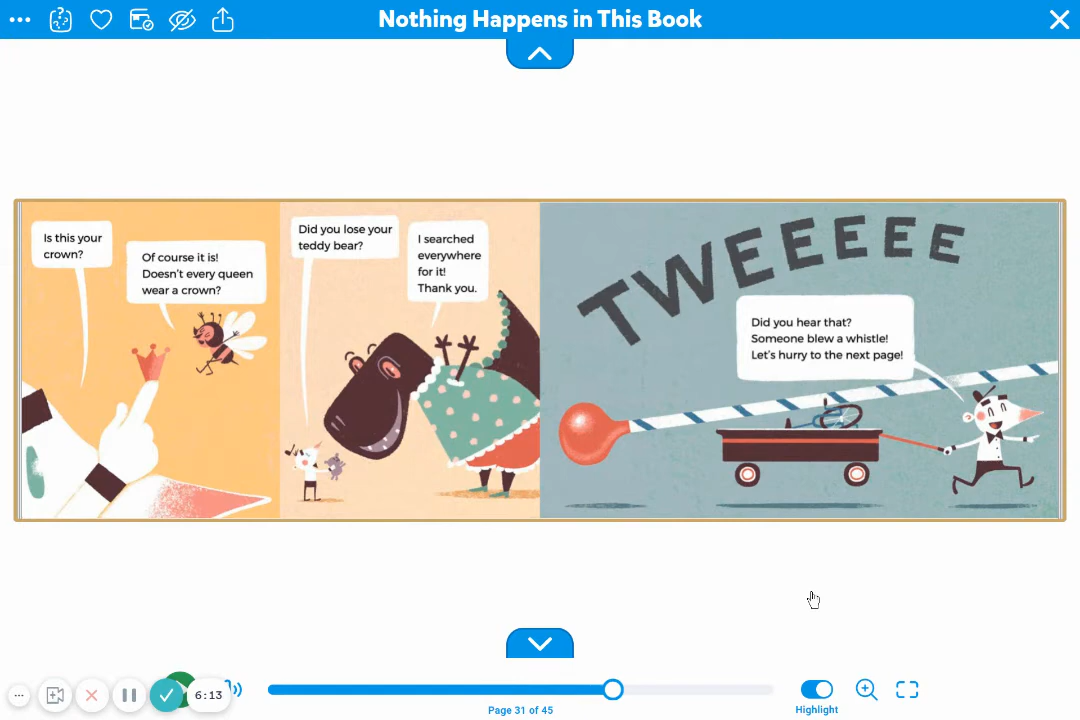 Nothing Happens in This Book
Is this your
crown?
Of course it is!
Doesn't every queen
wear a crown?
Did you lose your
teddy bear?
I searched
everywhere
for it!
Thank you.
TWEEEEE
Did you hear that?
Someone blew a whistle!
Let's hurry to the next page!
6:13
Page 31 of 45
Highlight